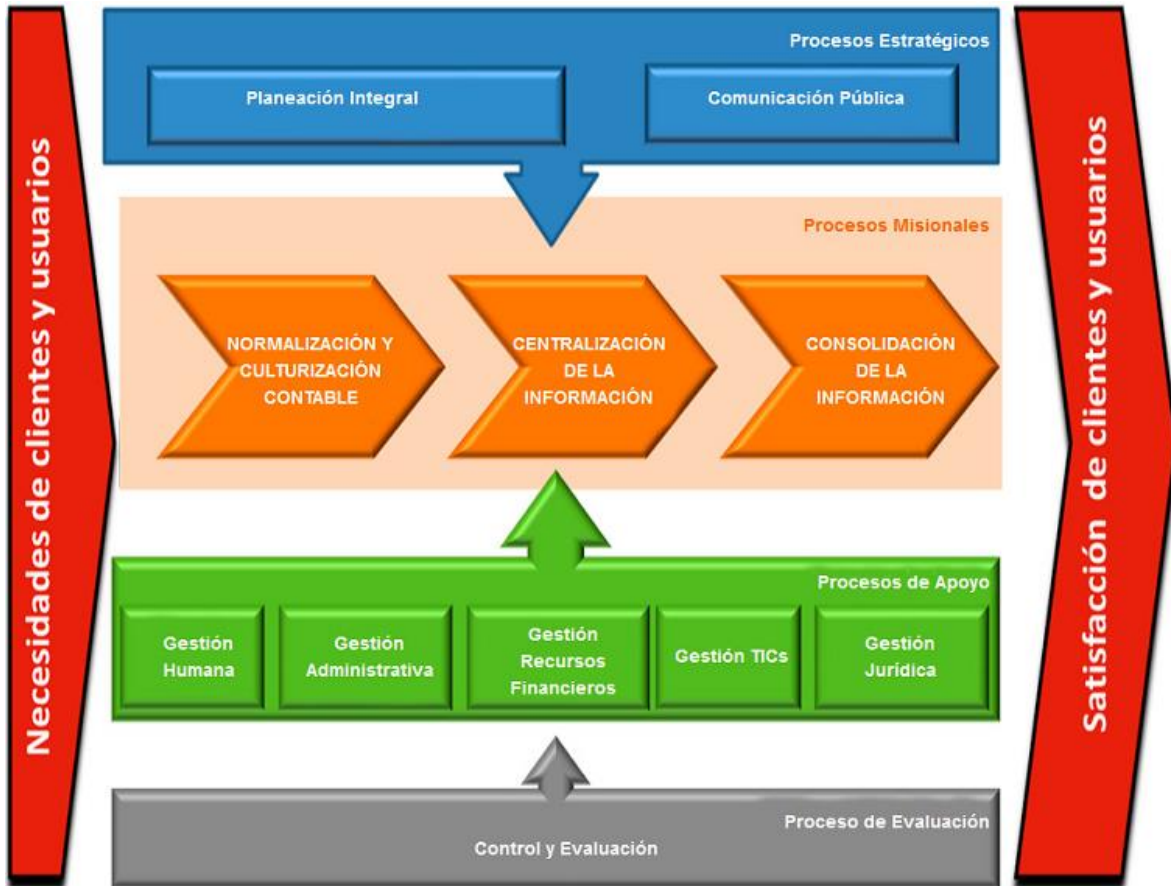 Necesidades de clientes y usuarios
Procesos Estratégicos
Planeación Integral
Comunicación Pública
Procesos Misionales
NORMALIZACIÓN Y
CULTURIZACIÓN
CONTABLE
CENTRALIZACIÓN
DE LA
INFORMACIÓN
CONSOLIDACIÓN
DE LA
INFORMACIÓN
Procesos de Apoyo
Gestión
Humana
Gestión
Administrativa
Gestión
Recursos
Financieros
Gestión TICs
Gestión
Jurídica
Proceso de Evaluación
Control y Evaluación
Satisfacción de clientes y usuarios